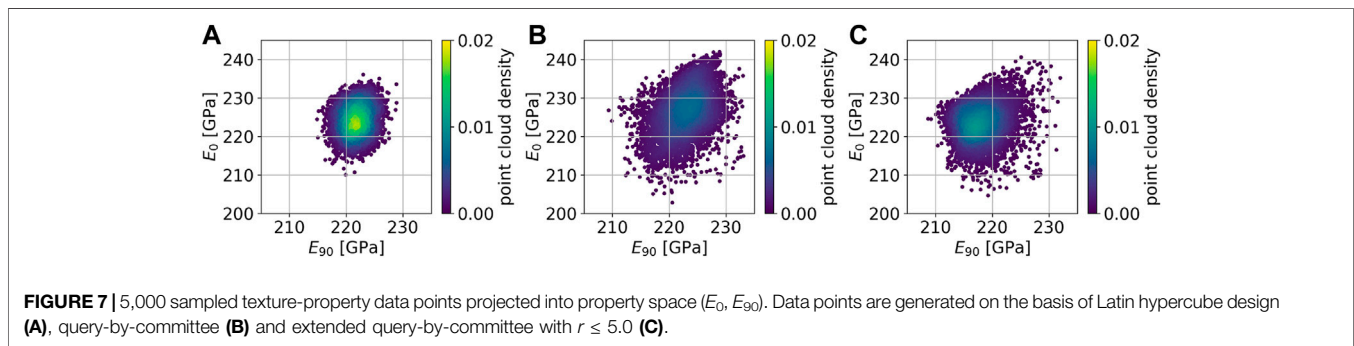 A
B
C
240
230
220
210
200
210
220
230
E0 [GPa]
E90 [GPa]
0.02
0.01
0.00
point cloud density
240
230
220
210
200
210
220
230
E0 [GPa]
E90 [GPa]
0.02
0.01
0.00
point cloud density
240
230
220
210
200
210
220
230
E0 [GPa]
E90 [GPa]
0.02
0.01
0.00
point cloud density
FIGURE 7 | 5,000 sampled texture-property data points projected into property space (E0, E90). Data points are generated on the basis of Latin hypercube design
(A), query-by-committee (B) and extended query-by-committee with r ≤ 5.0 (C).